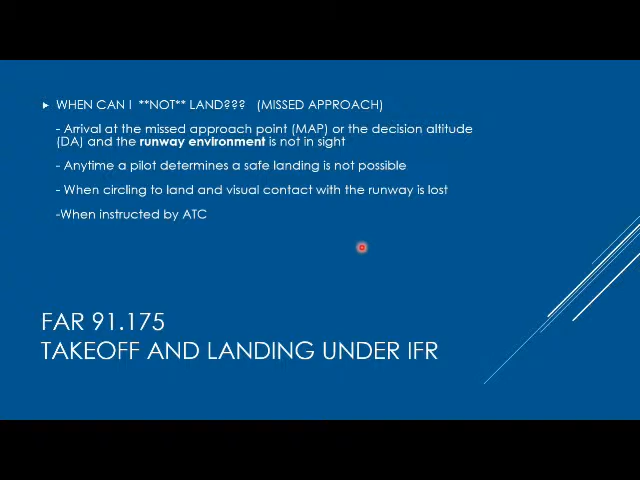 WHEN CAN I **NOT** LAND??? (MISSED APPROACH)
- Arrival at the missed approach point (MAP) or the decision altitude
(DA) and the runway environment is not in sight
- Anytime a pilot determines a safe landing is not possible
- When circling to land and visual contact with the runway is lost
-When instructed by ATC
FAR 91.175
TAKEOFF AND LANDING UNDER IFR